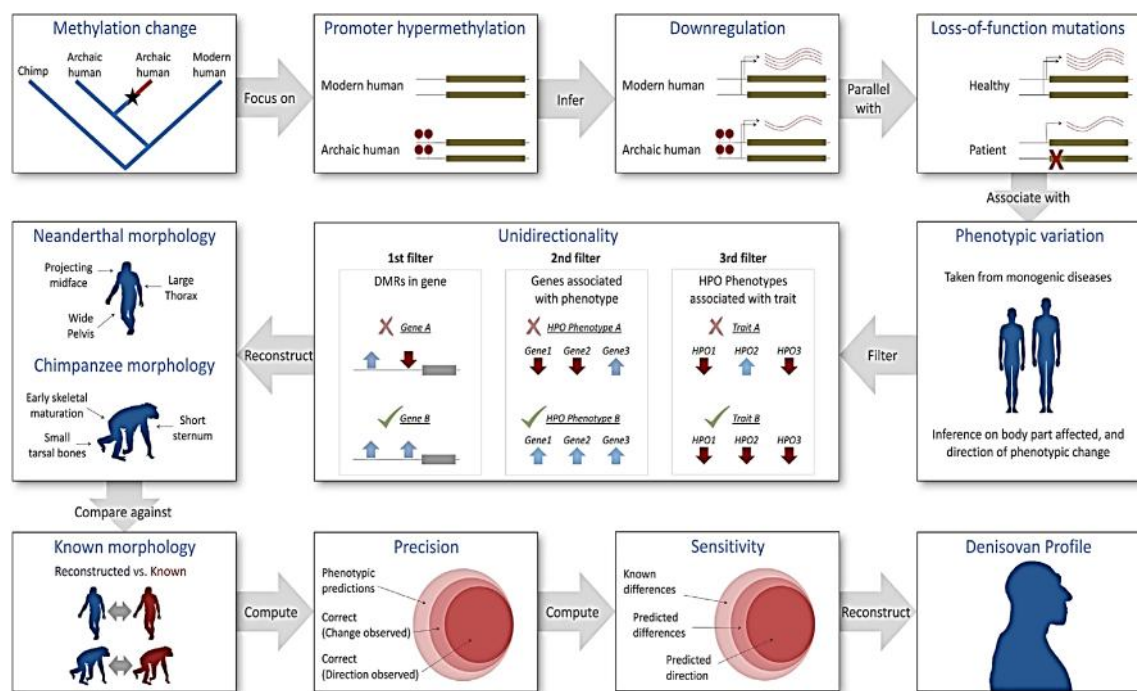 Methylation change
Chimp
Archaic
human
Archaic
human
Modern
human
Focus on
Promoter hypermethylation
Modern human
Archaic human
Infer
Downregulation
Modern human
Archaic human
Parallel
with
Loss-of-function mutations
Healthy
Patient
Associate with
Neanderthal morphology
Projecting
midface
Large
Thorax
Wide
Pelvis
Chimpanzee morphology
Early skeletal
maturation
Short
sternum
Small
tarsal bones
Reconstruct
Unidirectionality
1st filter
DMRs in gene
Gene A
Gene B
2nd filter
Genes associated
with phenotype
HPO Phenotype A
Gene1 Gene2 Gene3
HPO Phenotype B
Gene1 Gene2 Gene3
3rd filter
HPO Phenotypes
associated with trait
Trait A
HPO1 HPO2 HPO3
Trait B
HPO1 HPO2 HPO3
Filter
Phenotypic variation
Taken from monogenic diseases
Inference on body part affected, and
direction of phenotypic change
Compare against
Known morphology
Reconstructed vs. Known
Compute
Precision
Phenotypic
predictions
Correct
(Change observed)
Correct
(Direction observed)
Compute
Sensitivity
Known
differences
Predicted
differences
Predicted
direction
Reconstruct
Denisovan Profile